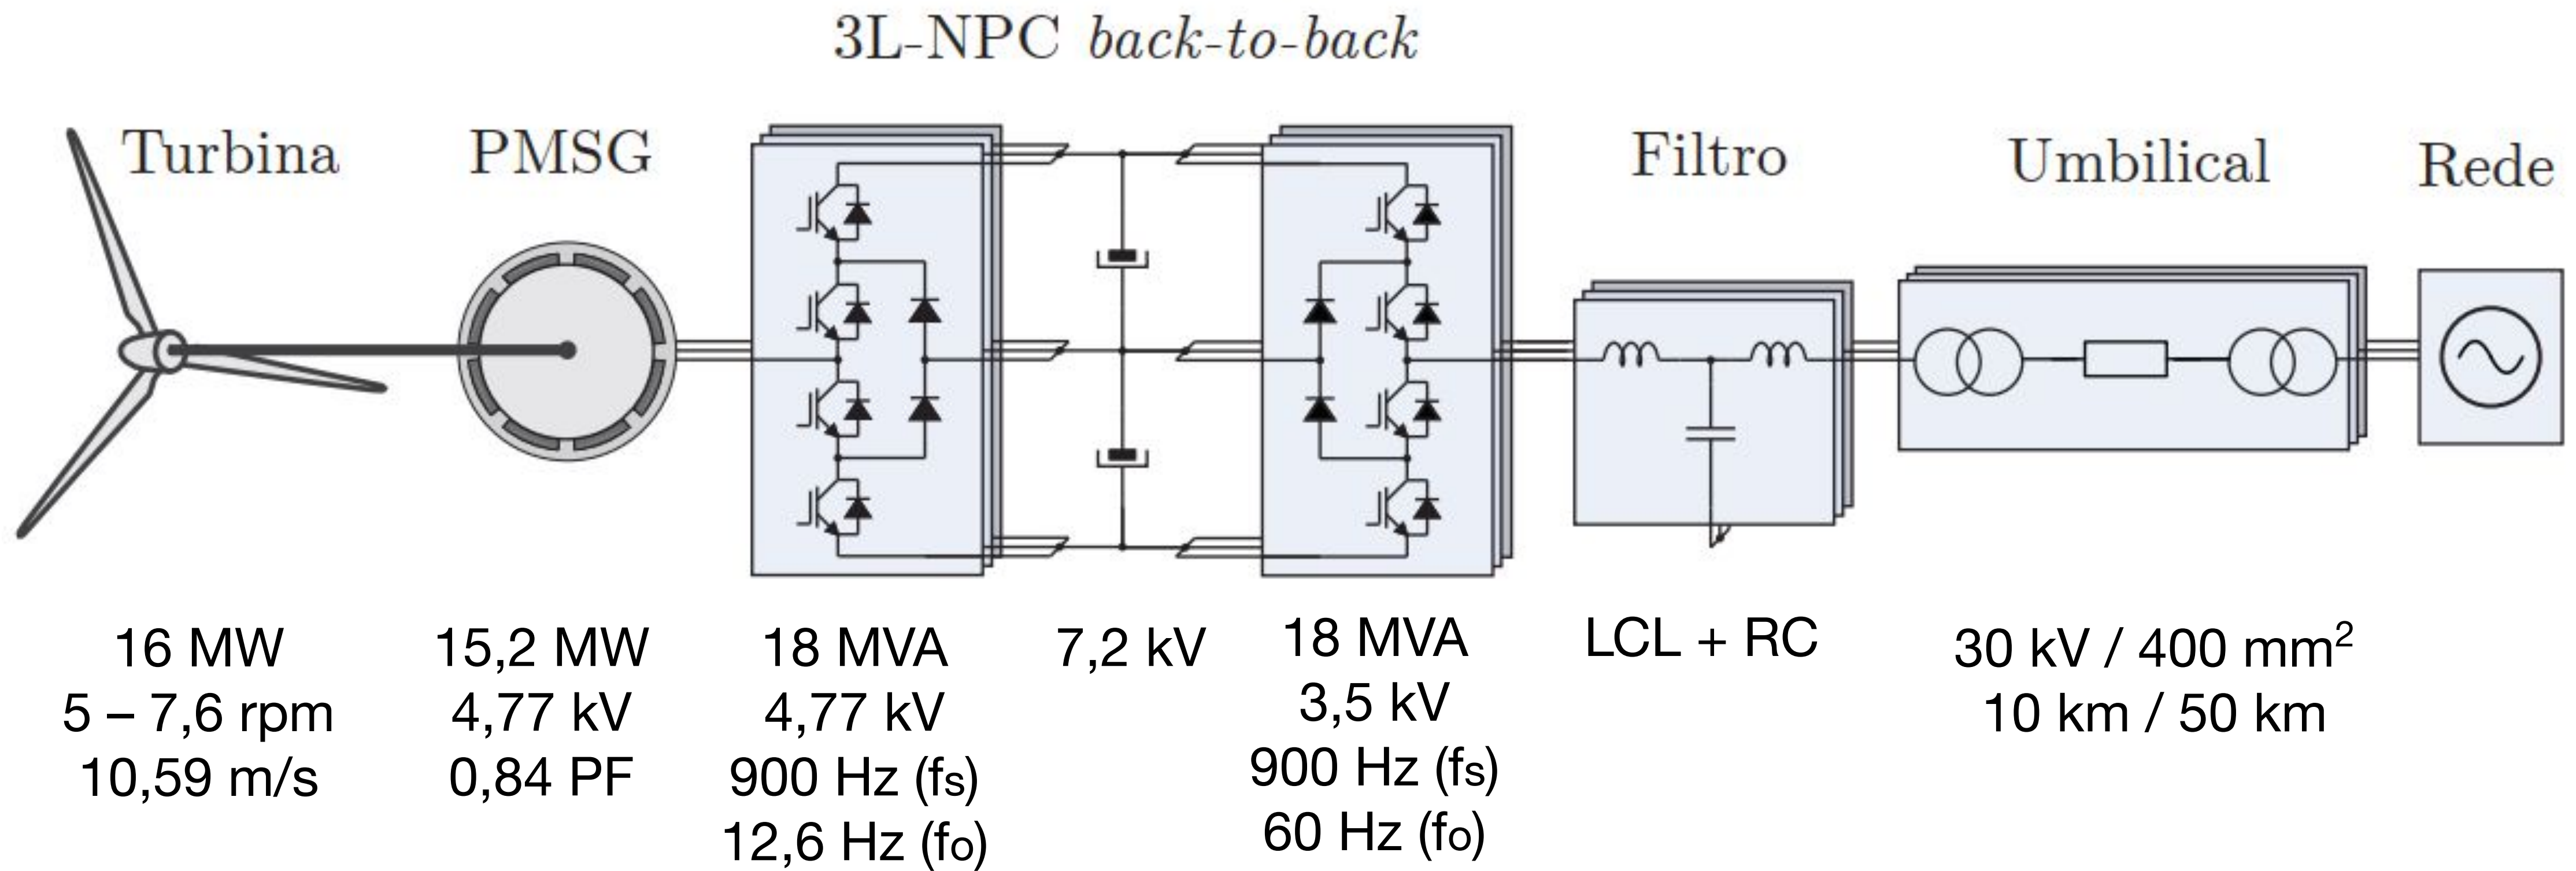 3L-NPC back-to-back
Turbina
PMSG
Filtro
Umbilical
Rede
16 MW
5 – 7,6 rpm
10,59 m/s
15,2 MW
4,77 kV
0,84 PF
18 MVA
4,77 kV
900 Hz (fs)
12,6 Hz (fo)
7,2 kV
18 MVA
3,5 kV
900 Hz (fs)
60 Hz (fo)
LCL + RC
30 kV / 400 mm²
10 km / 50 km